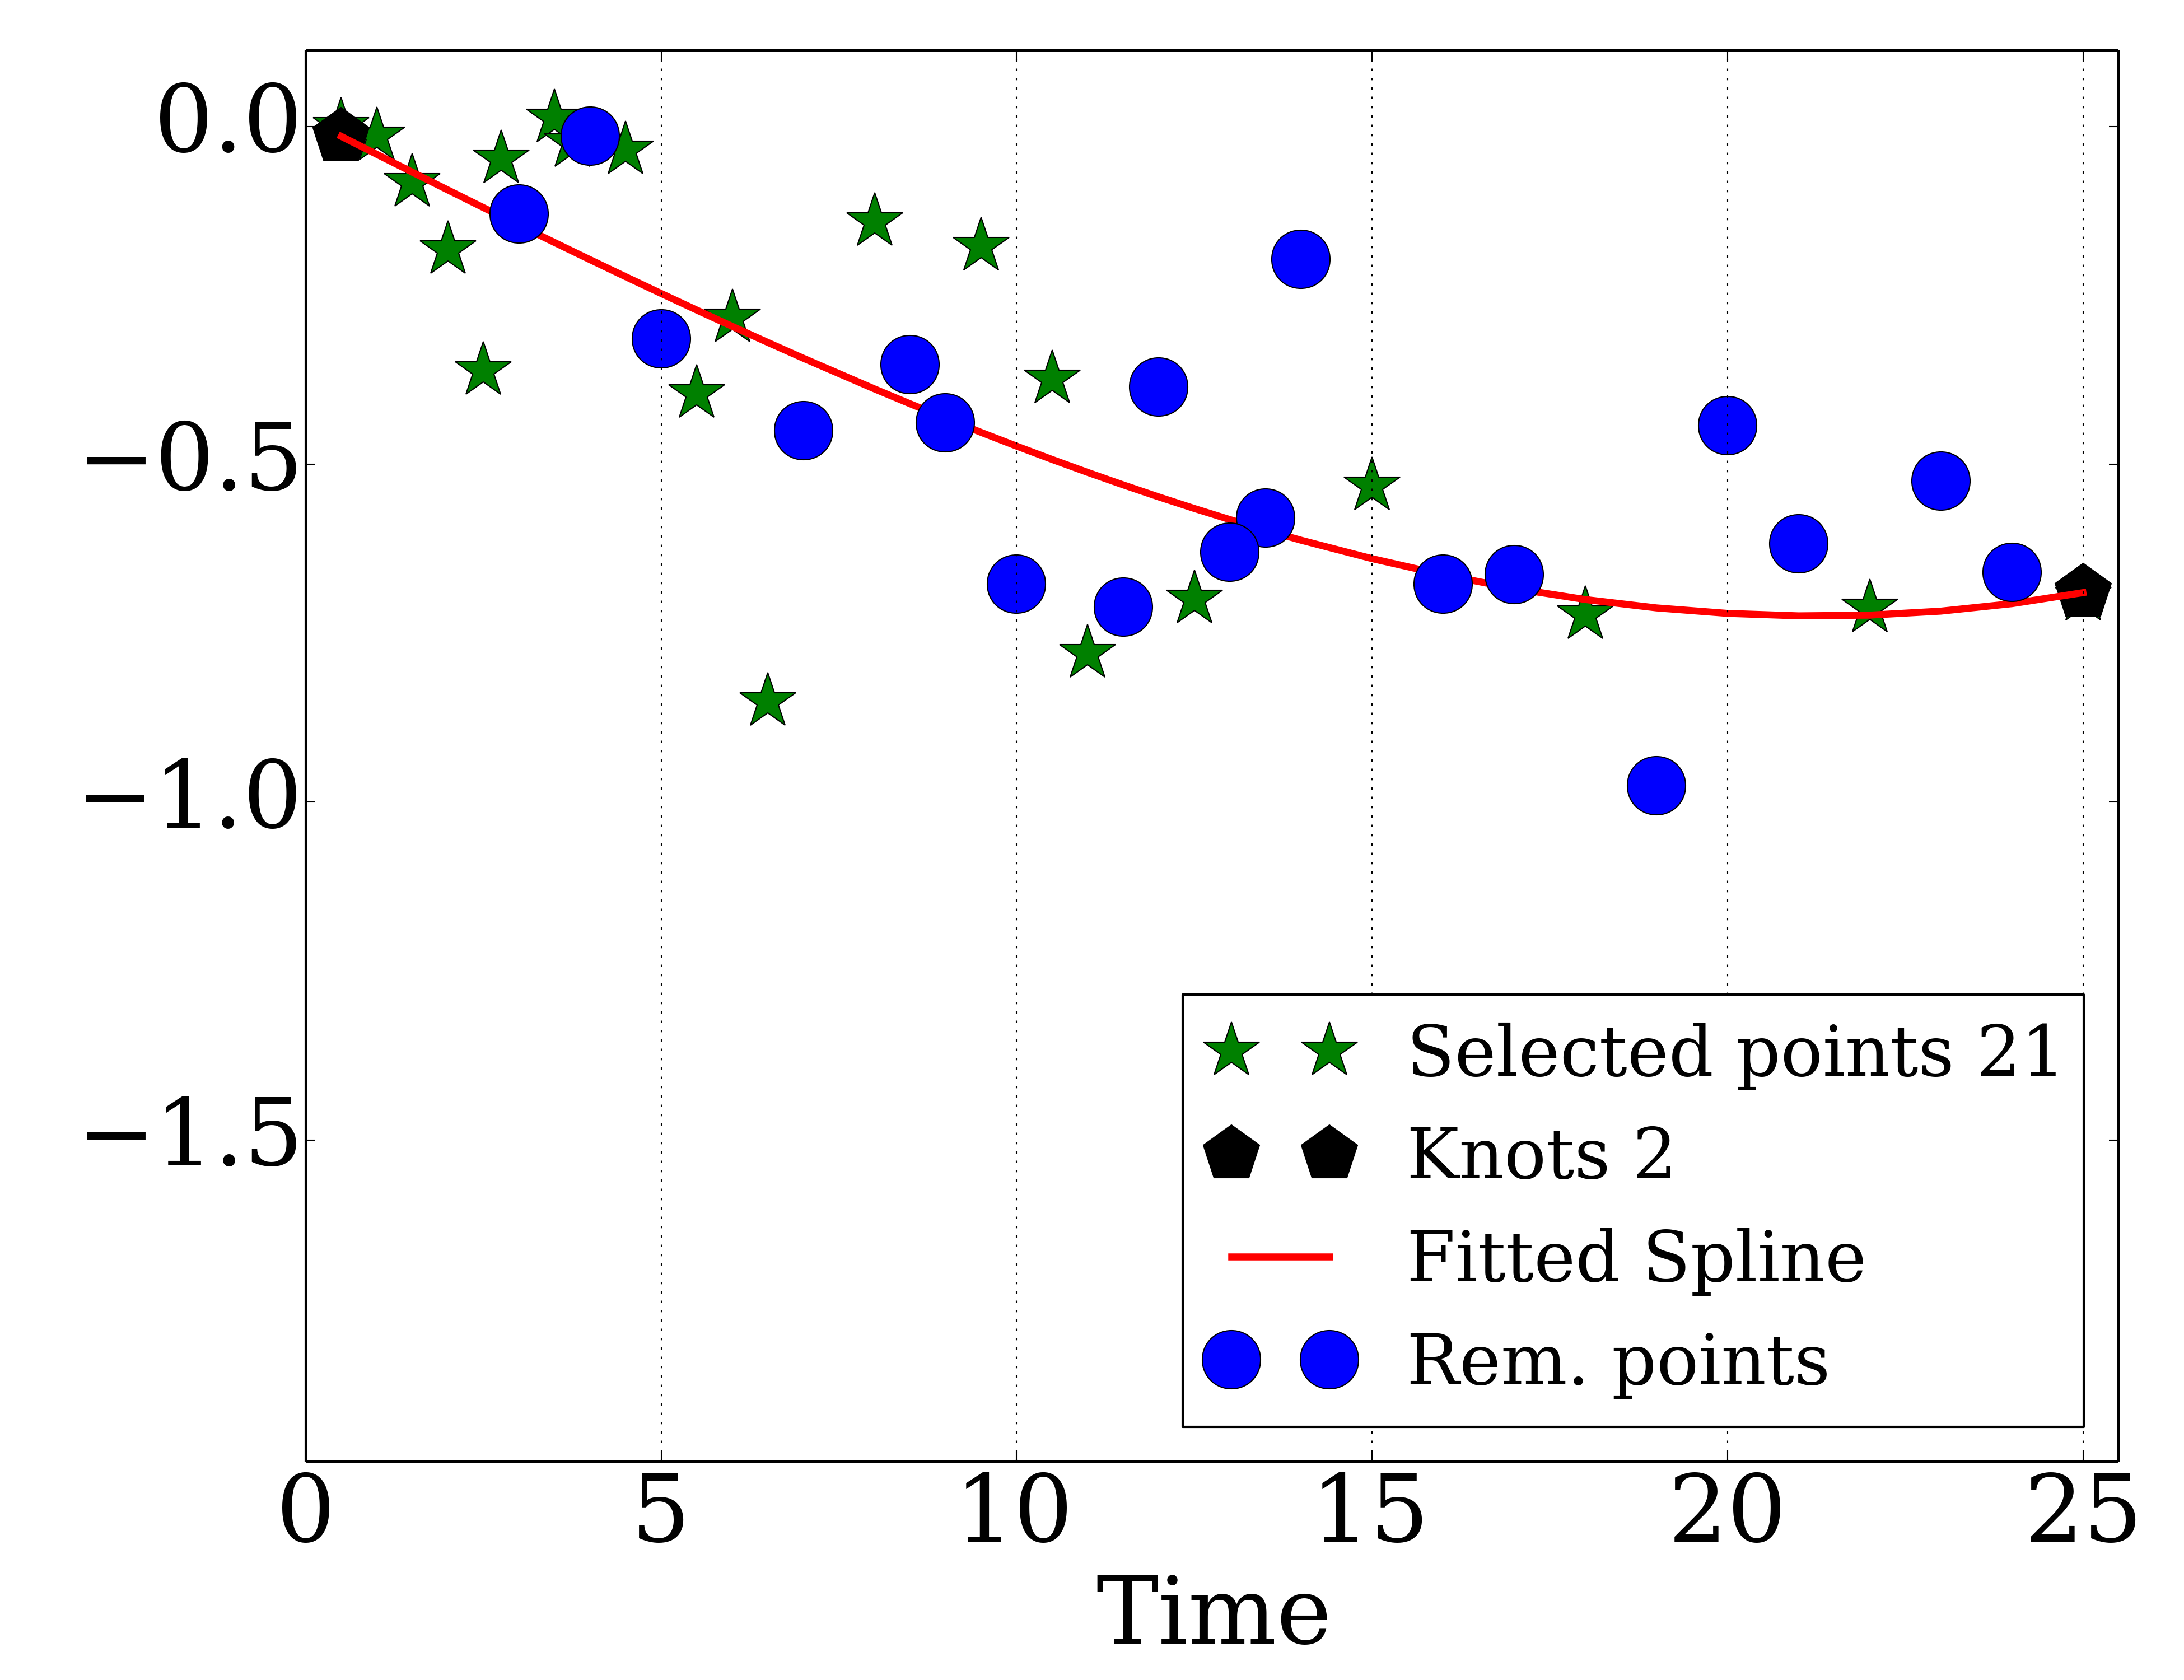 0.0
−0.5
−1.0
−1.5
Selected points 21
Knots 2
Fitted Spline
Rem. points
0 5 10 15 20 25
Time